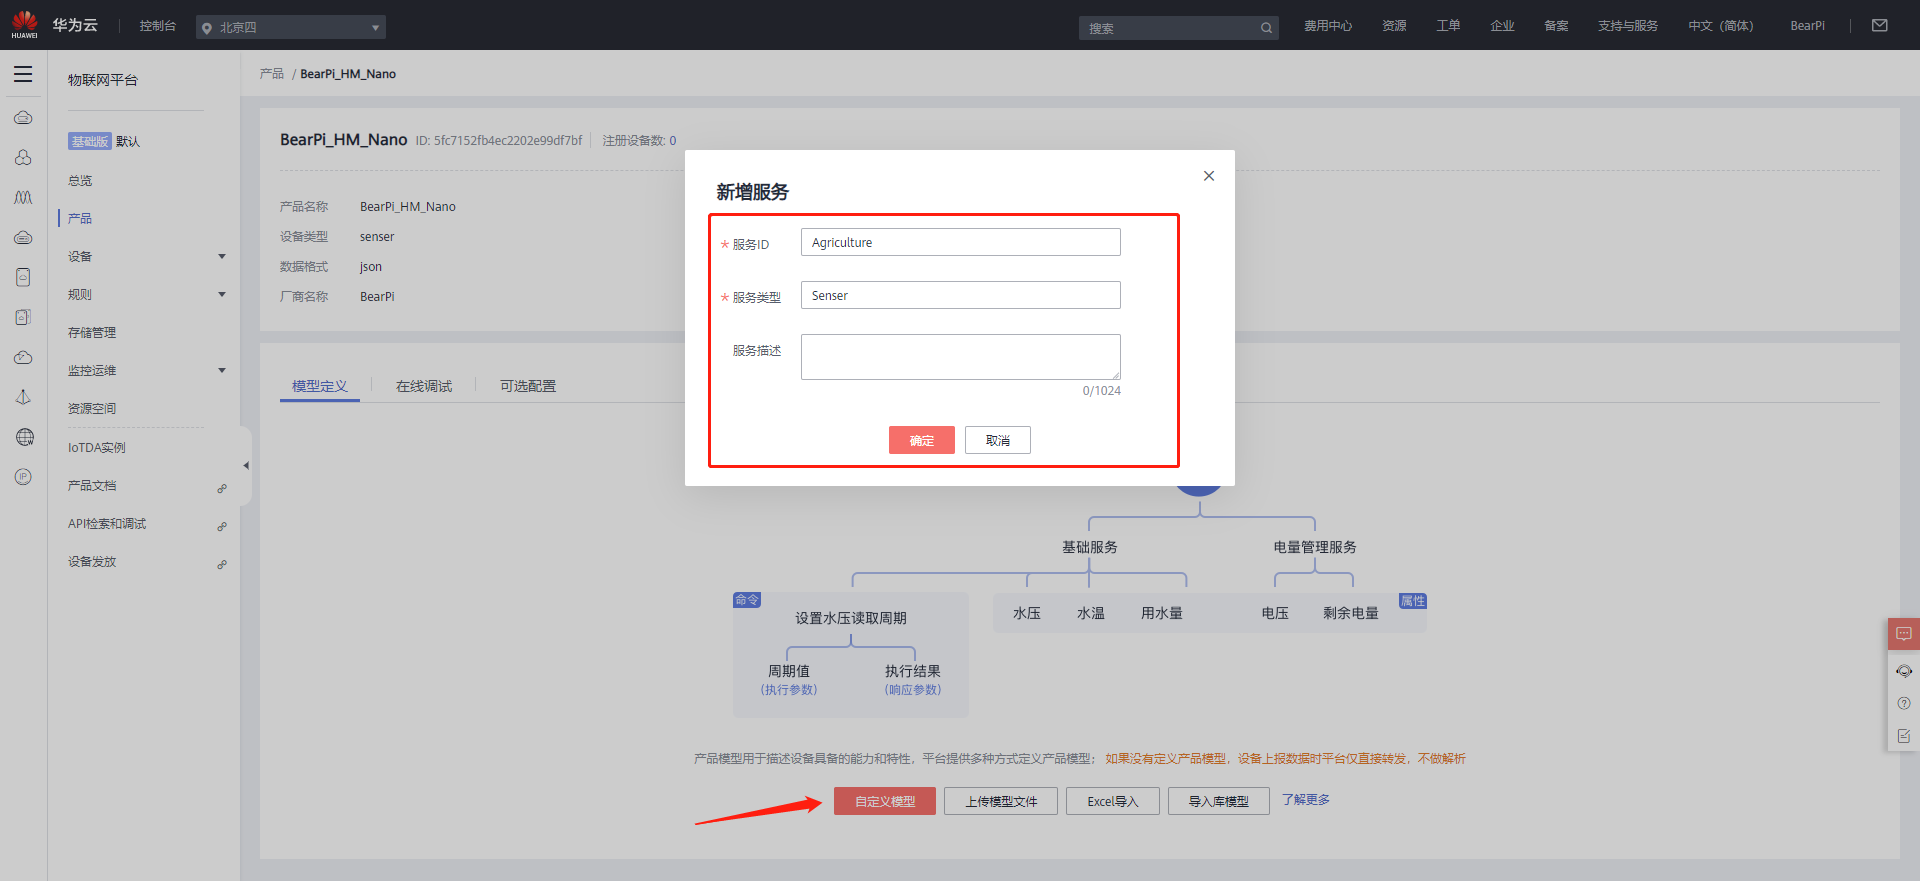 HUAWEI 华为云 控制台 北京四 搜索 费用中心 资源 工单 企业 备案 支持与服务 中文（简体） BearPi
物联网平台
基础版 默认
总览
产品
设备
规则
存储管理
监控运维
资源空间
IoTDA实例
产品文档
API检索和调试
设备发放
产品 / BearPi_HM_Nano
BearPi_HM_Nano ID: 5fc7152fb4ec2202e99df7bf 注册设备数: 0
产品名称 BearPi_HM_Nano
设备类型 senser
数据格式 json
厂商名称 BearPi
模型定义 在线调试 可选配置
新增服务
* 服务ID Agriculture
* 服务类型 Senser
服务描述
0/1024
确定 取消
基础服务 电量管理服务
命令 设置水压读取周期
周期值 执行结果
(执行参数) (响应参数)
水压 水温 用水量 电压 剩余电量 属性
产品模型用于描述设备具备的能力和特性，平台提供多种方式定义产品模型； 如果没有定义产品模型，设备上报数据时平台仅直接转发，不做解析
自定义模型 上传模型文件 Excel导入 导入库模型 了解更多
IP